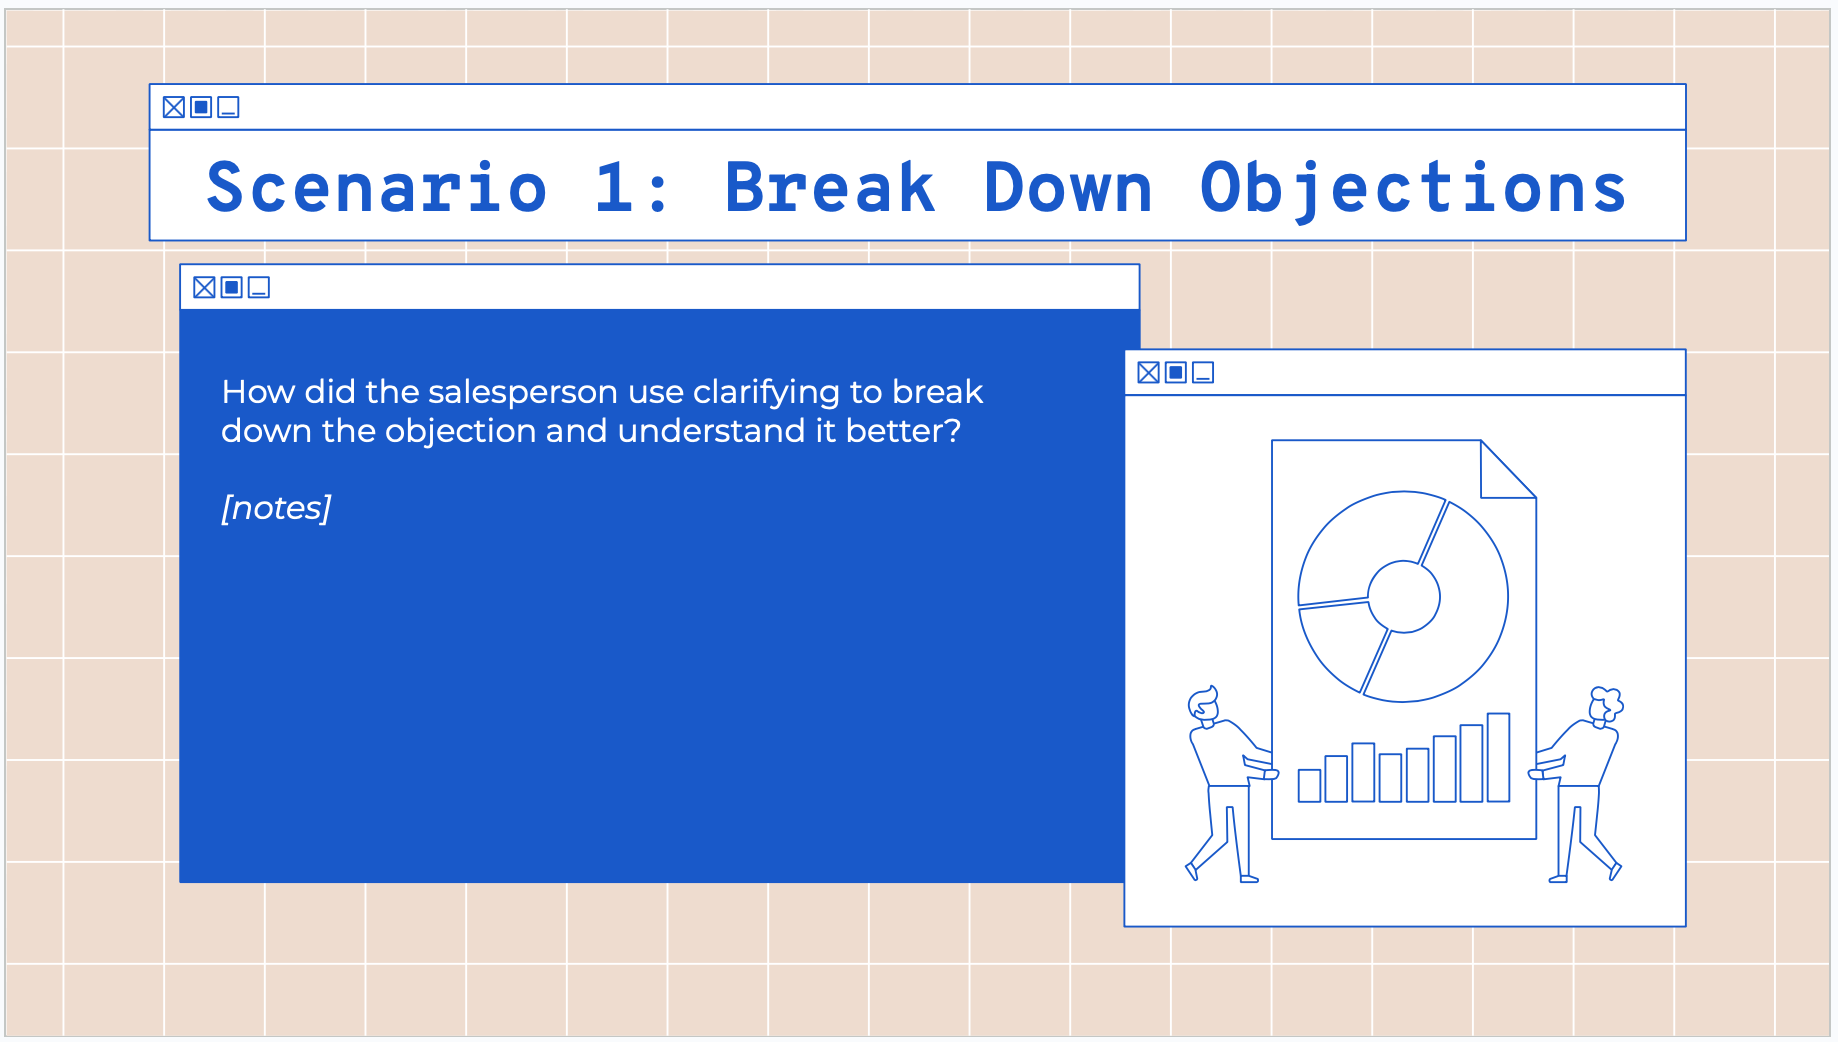 Scenario 1: Break Down Objections
How did the salesperson use clarifying to break
down the objection and understand it better?
[notes]